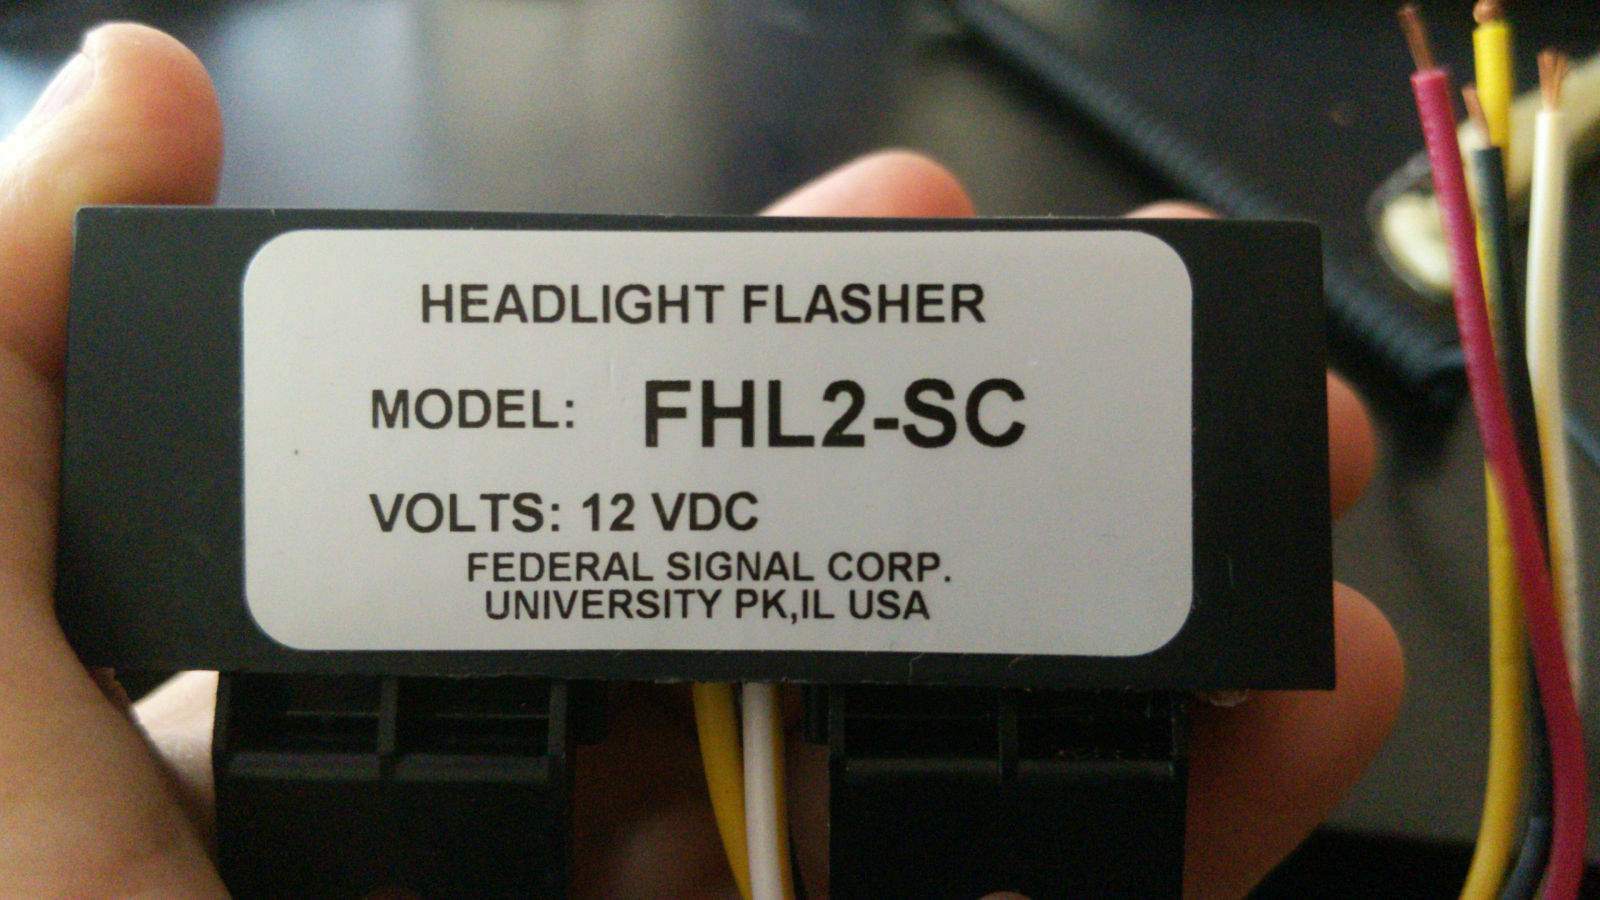 HEADLIGHT FLASHER
MODEL: FHL2-SC
VOLTS: 12 VDC
FEDERAL SIGNAL CORP.
UNIVERSITY PK,IL USA